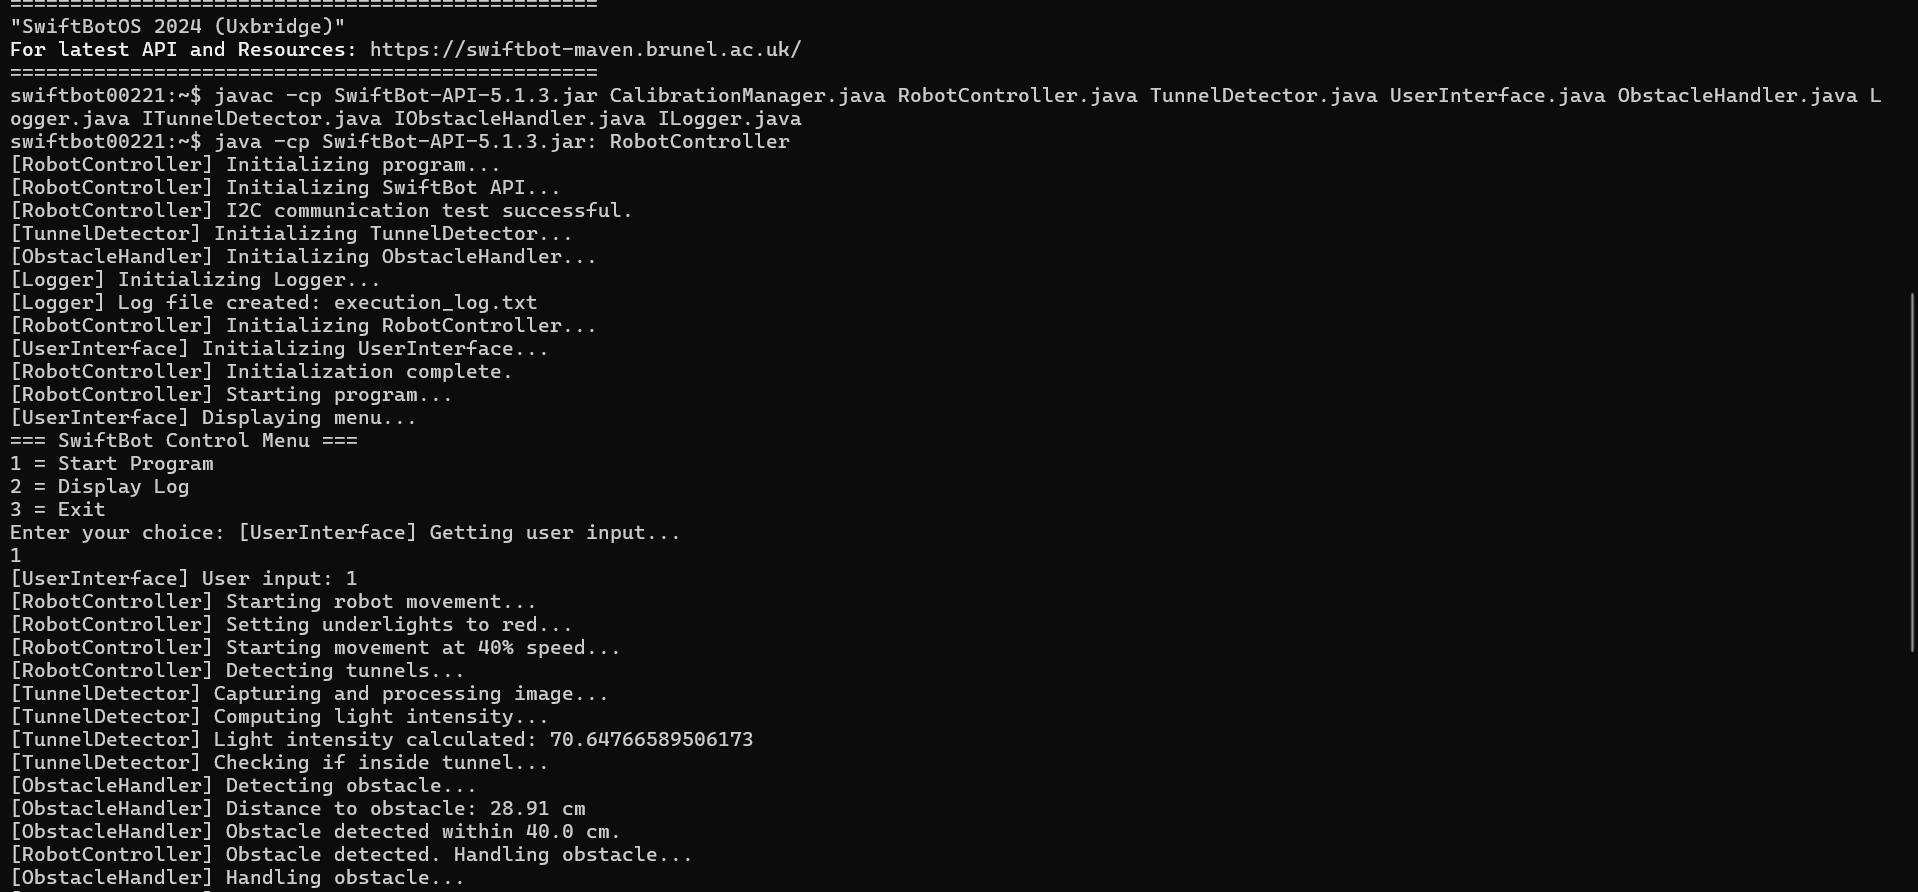 =================================================
"SwiftBotOS 2024 (Uxbridge)"
For latest API and Resources: https://swiftbot-maven.brunel.ac.uk/
=================================================
swiftbot00221:~$ javac -cp SwiftBot-API-5.1.3.jar CalibrationManager.java RobotController.java TunnelDetector.java UserInterface.java ObstacleHandler.java L
ogger.java ITunnelDetector.java IObstacleHandler.java ILogger.java
swiftbot00221:~$ java -cp SwiftBot-API-5.1.3.jar: RobotController
[RobotController] Initializing program...
[RobotController] Initializing SwiftBot API...
[RobotController] I2C communication test successful.
[TunnelDetector] Initializing TunnelDetector...
[ObstacleHandler] Initializing ObstacleHandler...
[Logger] Initializing Logger...
[Logger] Log file created: execution_log.txt
[RobotController] Initializing RobotController...
[UserInterface] Initializing UserInterface...
[RobotController] Initialization complete.
[RobotController] Starting program...
[UserInterface] Displaying menu...
=== SwiftBot Control Menu ===
1 = Start Program
2 = Display Log
3 = Exit
Enter your choice: [UserInterface] Getting user input...
1
[UserInterface] User input: 1
[RobotController] Starting robot movement...
[RobotController] Setting underlights to red...
[RobotController] Starting movement at 40% speed...
[RobotController] Detecting tunnels...
[TunnelDetector] Capturing and processing image...
[TunnelDetector] Computing light intensity...
[TunnelDetector] Light intensity calculated: 70.64766589506173
[TunnelDetector] Checking if inside tunnel...
[ObstacleHandler] Detecting obstacle...
[ObstacleHandler] Distance to obstacle: 28.91 cm
[ObstacleHandler] Obstacle detected within 40.0 cm.
[RobotController] Obstacle detected. Handling obstacle...
[ObstacleHandler] Handling obstacle...